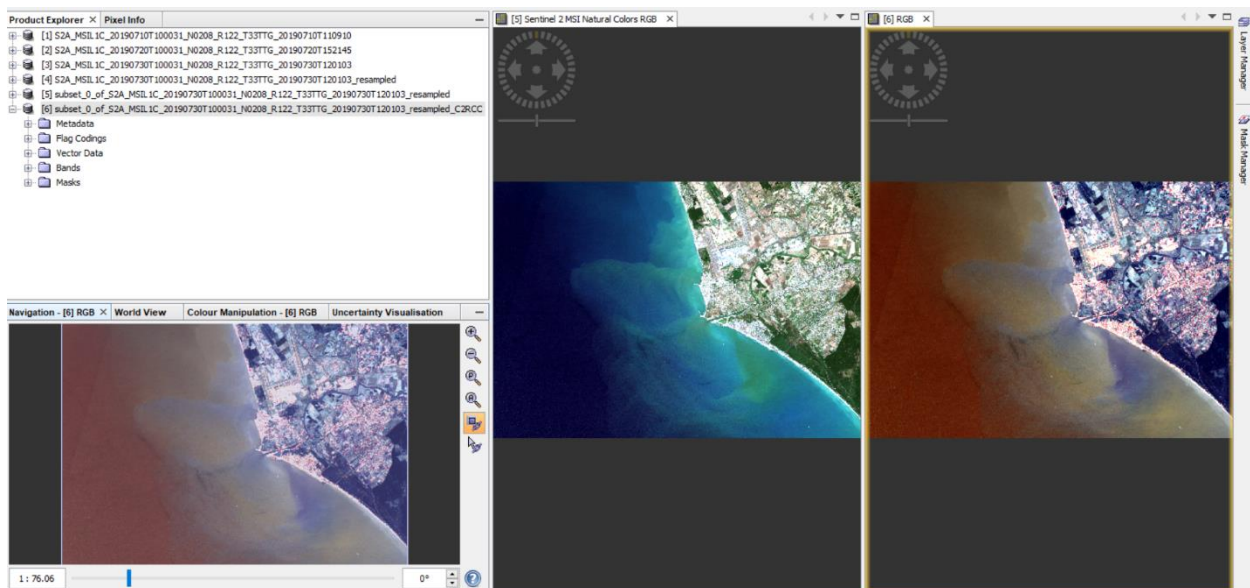 Product Explorer × Pixel Info
[1] S2A_MSIL1C_20190710T100031_N0208_R122_T33TTG_20190710T110910
[2] S2A_MSIL1C_20190720T100031_N0208_R122_T33TTG_20190720T152145
[3] S2A_MSIL1C_20190730T100031_N0208_R122_T33TTG_20190730T120103
[4] S2A_MSIL1C_20190730T100031_N0208_R122_T33TTG_20190730T120103_resampled
[5] subset_0_of_S2A_MSIL1C_20190730T100031_N0208_R122_T33TTG_20190730T120103_resampled
[6] subset_0_of_S2A_MSIL1C_20190730T100031_N0208_R122_T33TTG_20190730T120103_resampled_C2RCC
Metadata
Flag Codings
Vector Data
Bands
Masks
Navigation - [6] RGB × World View Colour Manipulation - [6] RGB Uncertainty Visualisation
1 : 76.06 0°
[5] Sentinel 2 MSI Natural Colors RGB ×
[6] RGB ×
Layer Manager
Mask Manager